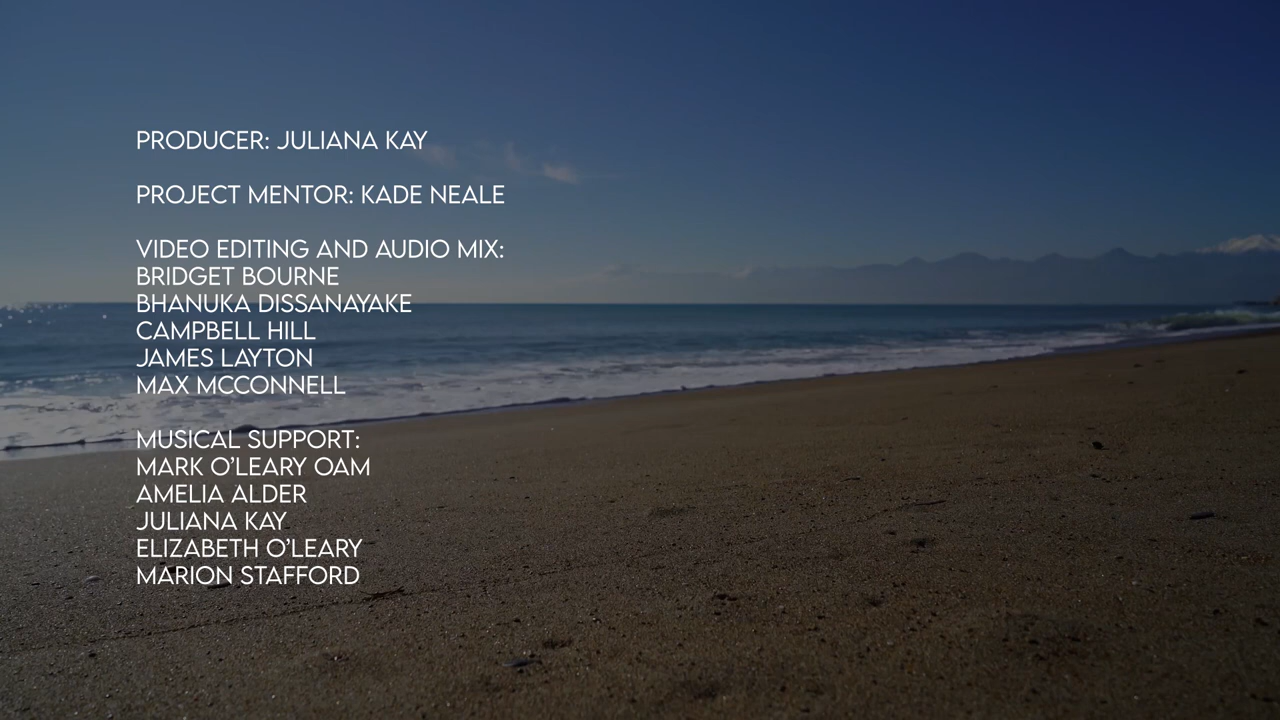 PRODUCER: JULIANA KAY
PROJECT MENTOR: KADE NEALE
VIDEO EDITING AND AUDIO MIX:
BRIDGET BOURNE
BHANUKA DISSANAYAKE
CAMPBELL HILL
JAMES LAYTON
MAX MCCONNELL
MUSICAL SUPPORT:
MARK O'LEARY OAM
AMELIA ALDER
JULIANA KAY
ELIZABETH O'LEARY
MARION STAFFORD